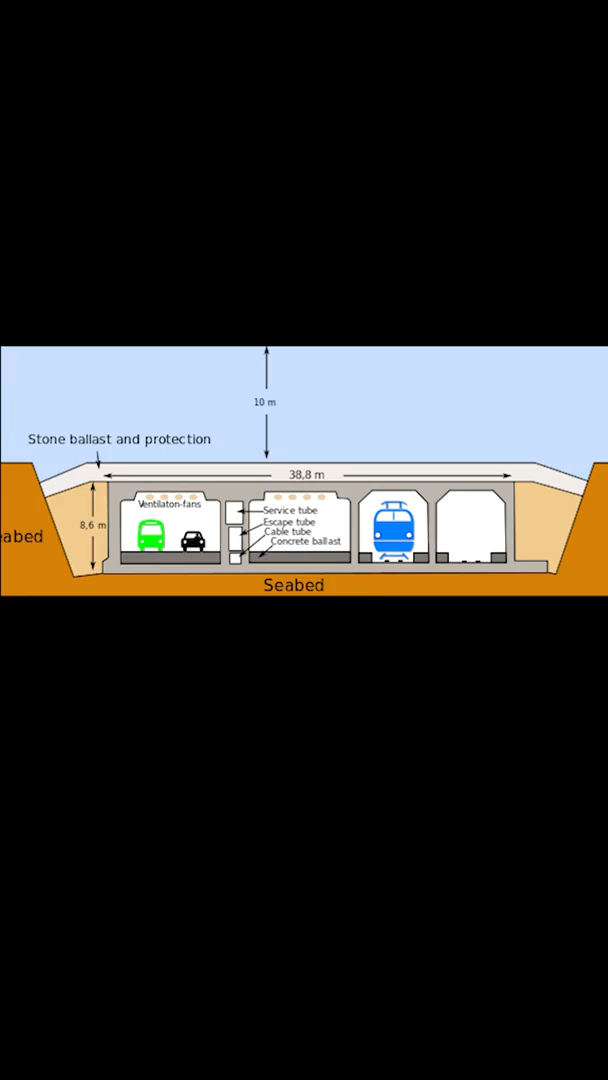 10 m
Stone ballast and protection
38,8 m
Ventilaton-fans
Service tube
Escape tube
Cable tube
Concrete ballast
8,6 m
eabed
Seabed